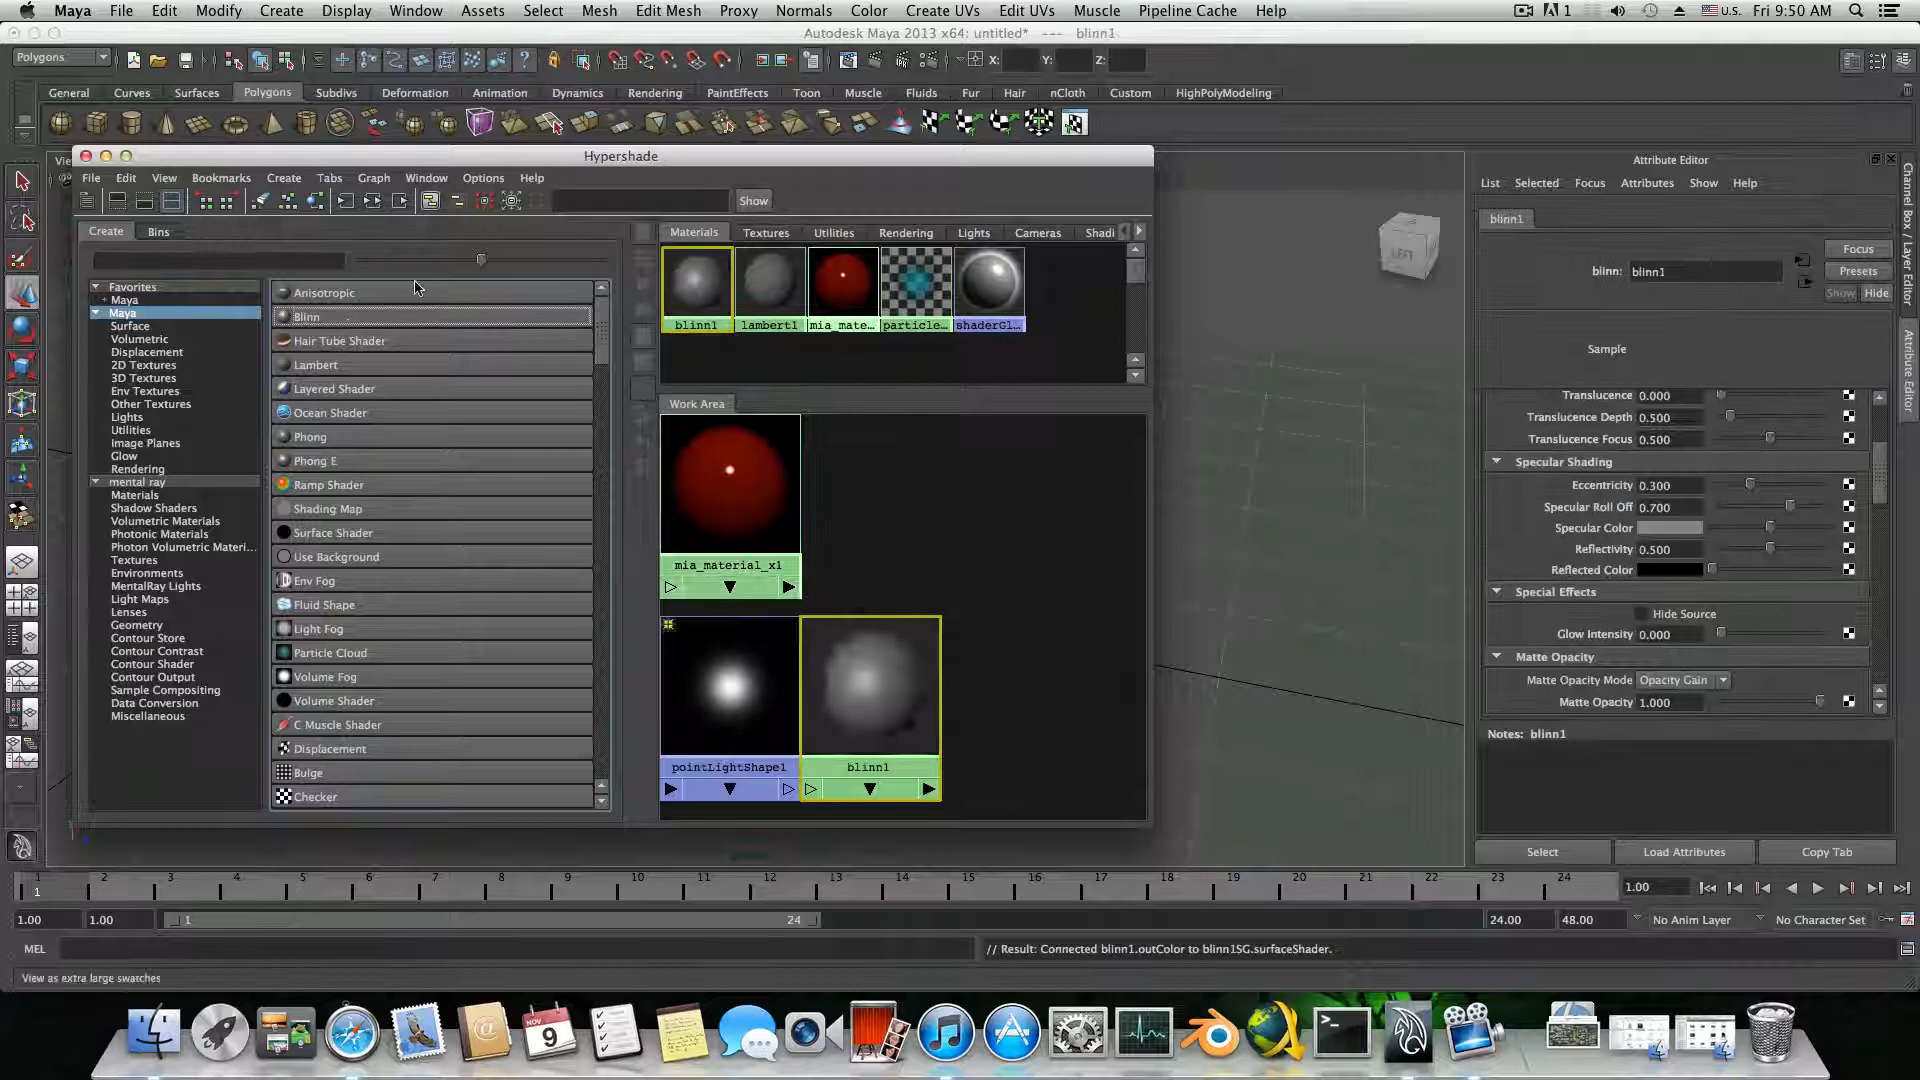 Maya File Edit Modify Create Display Window Assets Select Mesh Edit Mesh Proxy Normals Color Create UVs Edit UVs Muscle Pipeline Cache Help 1 U.S. Fri 9:50 AM
Autodesk Maya 2013 x64: untitled* --- blinn1
Polygons X: Y: Z:
General Curves Surfaces Polygons Subdivs Deformation Animation Dynamics Rendering PaintEffects Toon Muscle Fluids Fur Hair nCloth Custom HighPolyModeling
Hypershade
File Edit View Bookmarks Create Tabs Graph Window Options Help
Show
Create Bins
Favorites
+ Maya
Maya
Surface
Volumetric
Displacement
2D Textures
3D Textures
Env Textures
Other Textures
Lights
Utilities
Image Planes
Glow
Rendering
mental ray
Materials
Shadow Shaders
Volumetric Materials
Photonic Materials
Photon Volumetric Materi...
Textures
Environments
MentalRay Lights
Light Maps
Lenses
Geometry
Contour Store
Contour Contrast
Contour Shader
Contour Output
Sample Compositing
Data Conversion
Miscellaneous
Anisotropic
Blinn
Hair Tube Shader
Lambert
Layered Shader
Ocean Shader
Phong
Phong E
Ramp Shader
Shading Map
Surface Shader
Use Background
Env Fog
Fluid Shape
Light Fog
Particle Cloud
Volume Fog
Volume Shader
C Muscle Shader
Displacement
Bulge
Checker
Materials Textures Utilities Rendering Lights Cameras Shadi
blinn1 lambert1 mia_mate... particle... shaderGl...
Work Area
mia_material_x1
pointLightShape1 blinn1
LEFT
Attribute Editor
List Selected Focus Attributes Show Help
blinn1
Focus
blinn: blinn1 Presets
Show Hide
Sample
Translucence 0.000
Translucence Depth 0.500
Translucence Focus 0.500
Specular Shading
Eccentricity 0.300
Specular Roll Off 0.700
Specular Color
Reflectivity 0.500
Reflected Color
Special Effects
Hide Source
Glow Intensity 0.000
Matte Opacity
Matte Opacity Mode Opacity Gain
Matte Opacity 1.000
Notes: blinn1
Select Load Attributes Copy Tab
Channel Box / Layer Editor
Attribute Editor
1 2 3 4 5 6 7 8 9 10 11 12 13 14 15 16 17 18 19 20 21 22 23 24
1 1.00
1.00 1.00 1 24 24.00 48.00 No Anim Layer No Character Set
MEL // Result: Connected blinn1.outColor to blinn1SG.surfaceShader.
View as extra large swatches
NOV
9